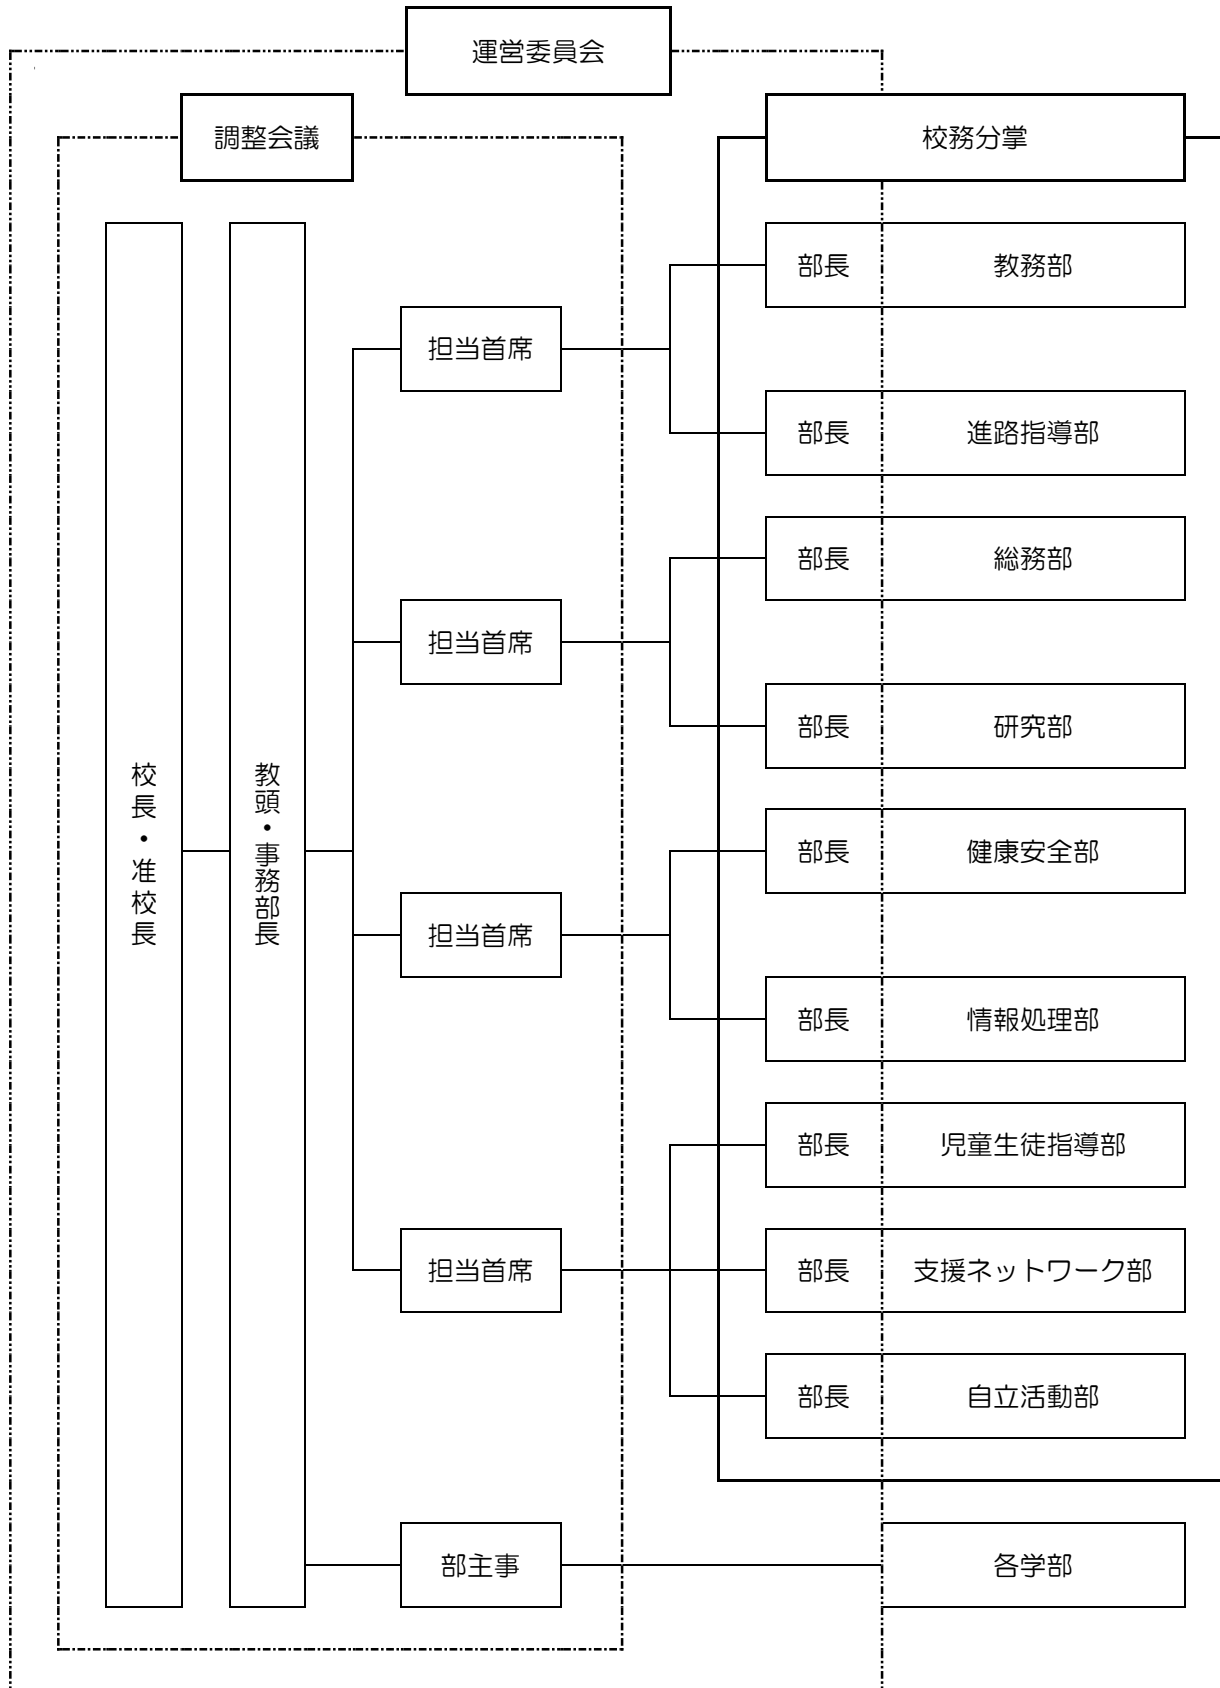 運営委員会
調整会議
校務分掌
校長・准校長
教頭・事務部長
担当首席
部長 教務部
部長 進路指導部
担当首席
部長 総務部
部長 研究部
担当首席
部長 健康安全部
部長 情報処理部
担当首席
部長 児童生徒指導部
部長 支援ネットワーク部
部長 自立活動部
部主事
各学部